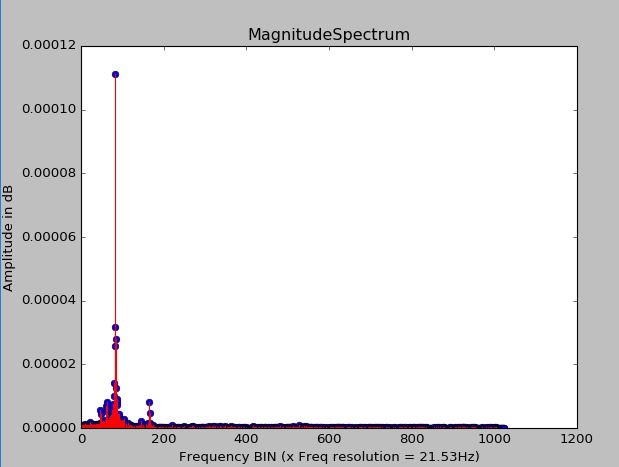 MagnitudeSpectrum
0.00012
0.00010
0.00008
0.00006
0.00004
0.00002
0.00000
Amplitude in dB
0 200 400 600 800 1000 1200
Frequency BIN (x Freq resolution = 21.53Hz)